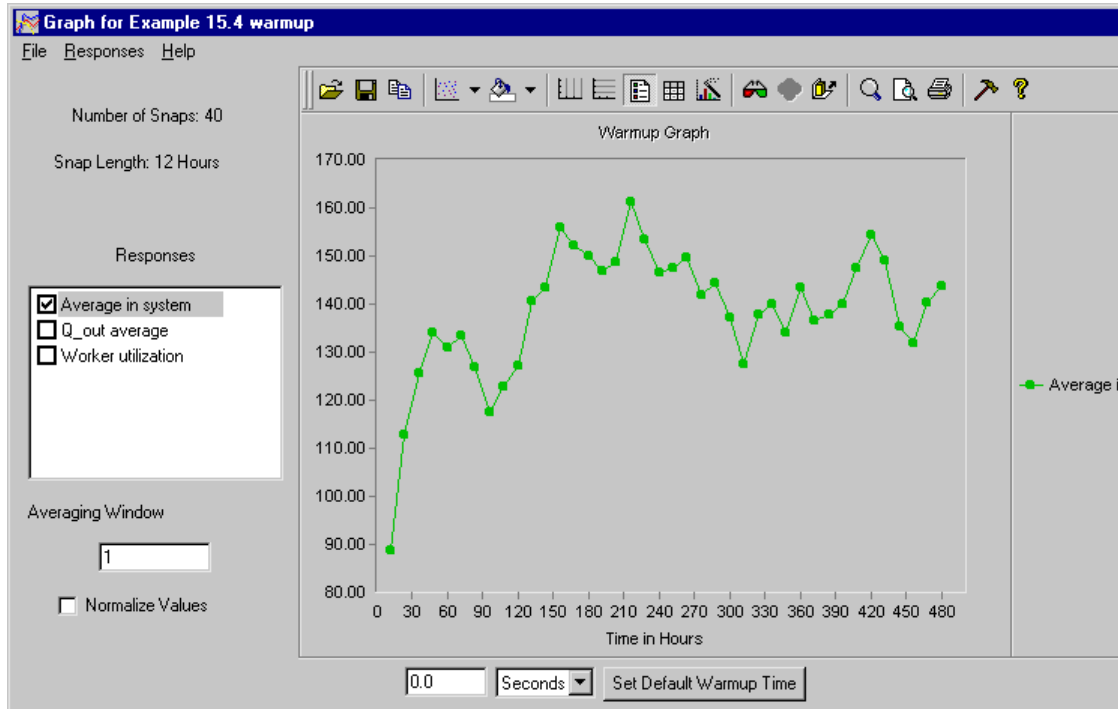 Graph for Example 15.4 warmup
File Responses Help
Number of Snaps: 40
Snap Length: 12 Hours
Responses
Average in system
Q_out average
Worker utilization
Averaging Window
1
Normalize Values
Warmup Graph
170.00
160.00
150.00
140.00
130.00
120.00
110.00
100.00
90.00
80.00
0 30 60 90 120 150 180 210 240 270 300 330 360 390 420 450 480
Time in Hours
Average i
0.0 Seconds Set Default Warmup Time